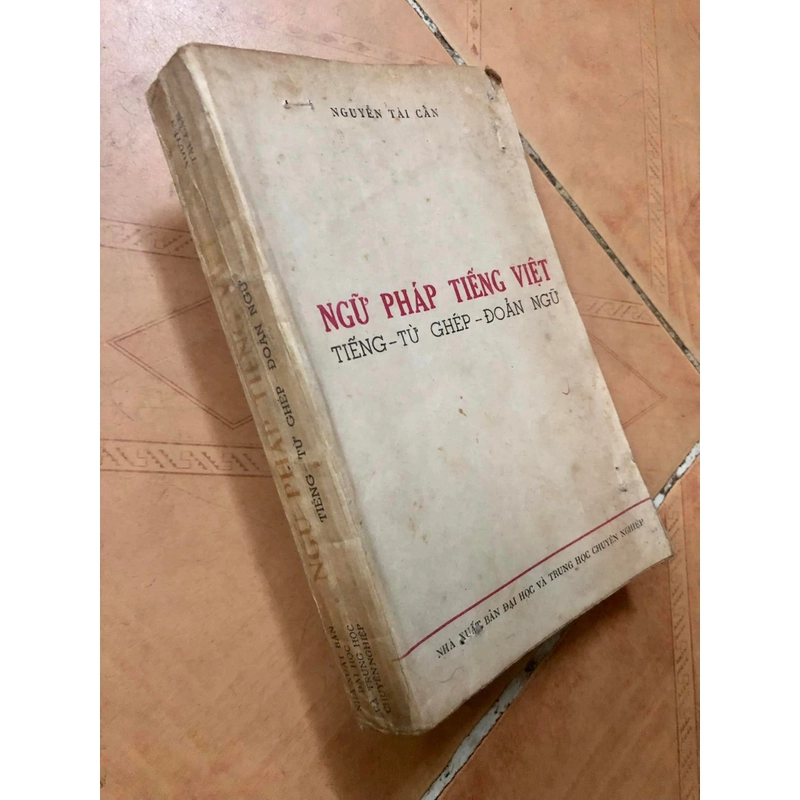 NGUYỄN TÀI CẨN
NGỮ PHÁP TIẾNG VIỆT
TIẾNG-TỪ GHÉP-ĐOẢN NGỮ
NHÀ XUẤT BẢN ĐẠI HỌC VÀ TRUNG HỌC CHUYÊN NGHIỆP
NGUYỄN
TÀI CẨN
NGỮ PHÁP TIẾNG V
TIẾNG-TỪ GHÉP ĐOẢN NGỮ
NHÀ XUẤT BẢN
ĐẠI HỌC
VÀ TRUNG HỌC
CHUYÊN NGHIỆP